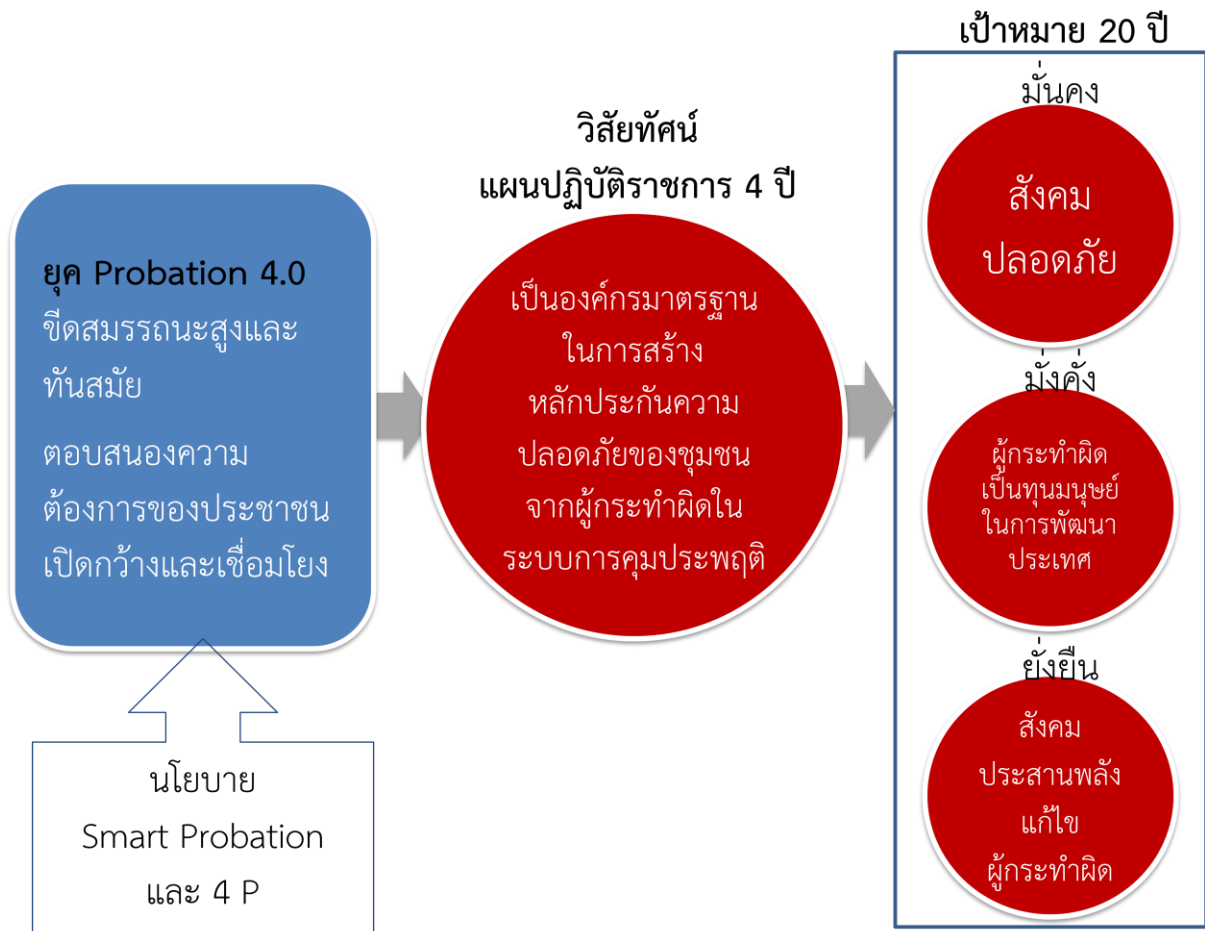 ยุค Probation 4.0
ขีดสมรรถนะสูงและ
ทันสมัย
ตอบสนองความ
ต้องการของประชาชน
เปิดกว้างและเชื่อมโยง
นโยบาย
Smart Probation
และ 4 P
วิสัยทัศน์
แผนปฏิบัติราชการ 4 ปี
เป็นองค์กรมาตรฐาน
ในการสร้าง
หลักประกันความ
ปลอดภัยของชุมชน
จากผู้กระทำผิดใน
ระบบการคุมประพฤติ
เป้าหมาย 20 ปี
มั่นคง
สังคม
ปลอดภัย
มั่งคั่ง
ผู้กระทำผิด
เป็นทุนมนุษย์
ในการพัฒนา
ประเทศ
ยั่งยืน
สังคม
ประสานพลัง
แก้ไข
ผู้กระทำผิด